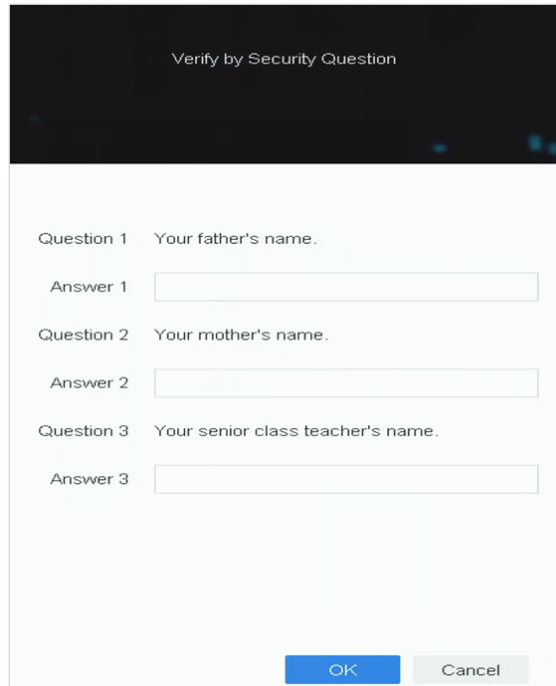 Verify by Security Question
Question 1 Your father's name.
Answer 1
Question 2 Your mother's name.
Answer 2
Question 3 Your senior class teacher's name.
Answer 3
OK Cancel